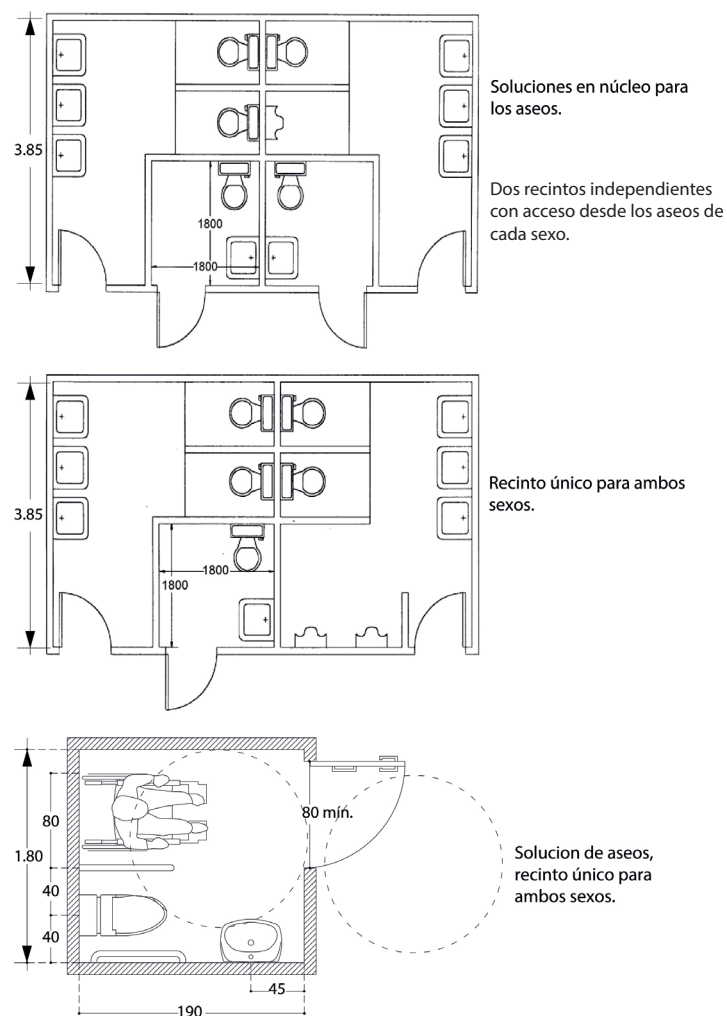 Soluciones en núcleo para
los aseos.
3.85
Dos recintos independientes
con acceso desde los aseos de
cada sexo.
1800
1800
Recinto único para ambos
sexos.
3.85
1800
1800
80 mín.
80
1.80
Solucion de aseos,
recinto único para
ambos sexos.
40
40
45
190